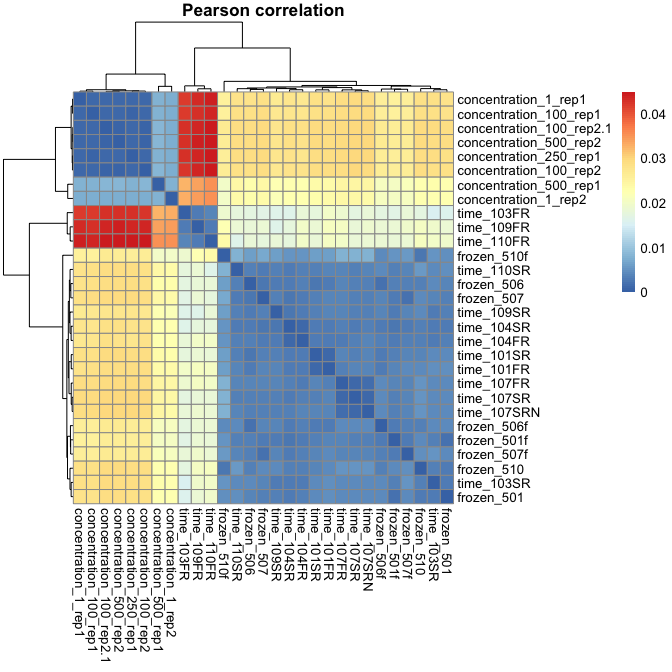 Pearson correlation
concentration_1_rep1
concentration_100_rep1
concentration_100_rep2.1
concentration_500_rep2
concentration_250_rep1
concentration_100_rep2
concentration_500_rep1
concentration_1_rep2
time_103FR
time_109FR
time_110FR
frozen_510f
time_110SR
frozen_506
frozen_507
time_109SR
time_104SR
time_104FR
time_101SR
time_101FR
time_107FR
time_107SR
time_107SRN
frozen_506f
frozen_501f
frozen_507f
frozen_510
time_103SR
frozen_501
0.04
0.03
0.02
0.01
0
concentration_1_rep1
concentration_100_rep1
concentration_100_rep2.1
concentration_500_rep2
concentration_250_rep1
concentration_100_rep2
concentration_500_rep1
concentration_1_rep2
time_103FR
time_109FR
time_110FR
frozen_510f
time_110SR
frozen_506
frozen_507
time_109SR
time_104SR
time_104FR
time_101SR
time_101FR
time_107FR
time_107SR
time_107SRN
frozen_506f
frozen_501f
frozen_507f
frozen_510
time_103SR
frozen_501